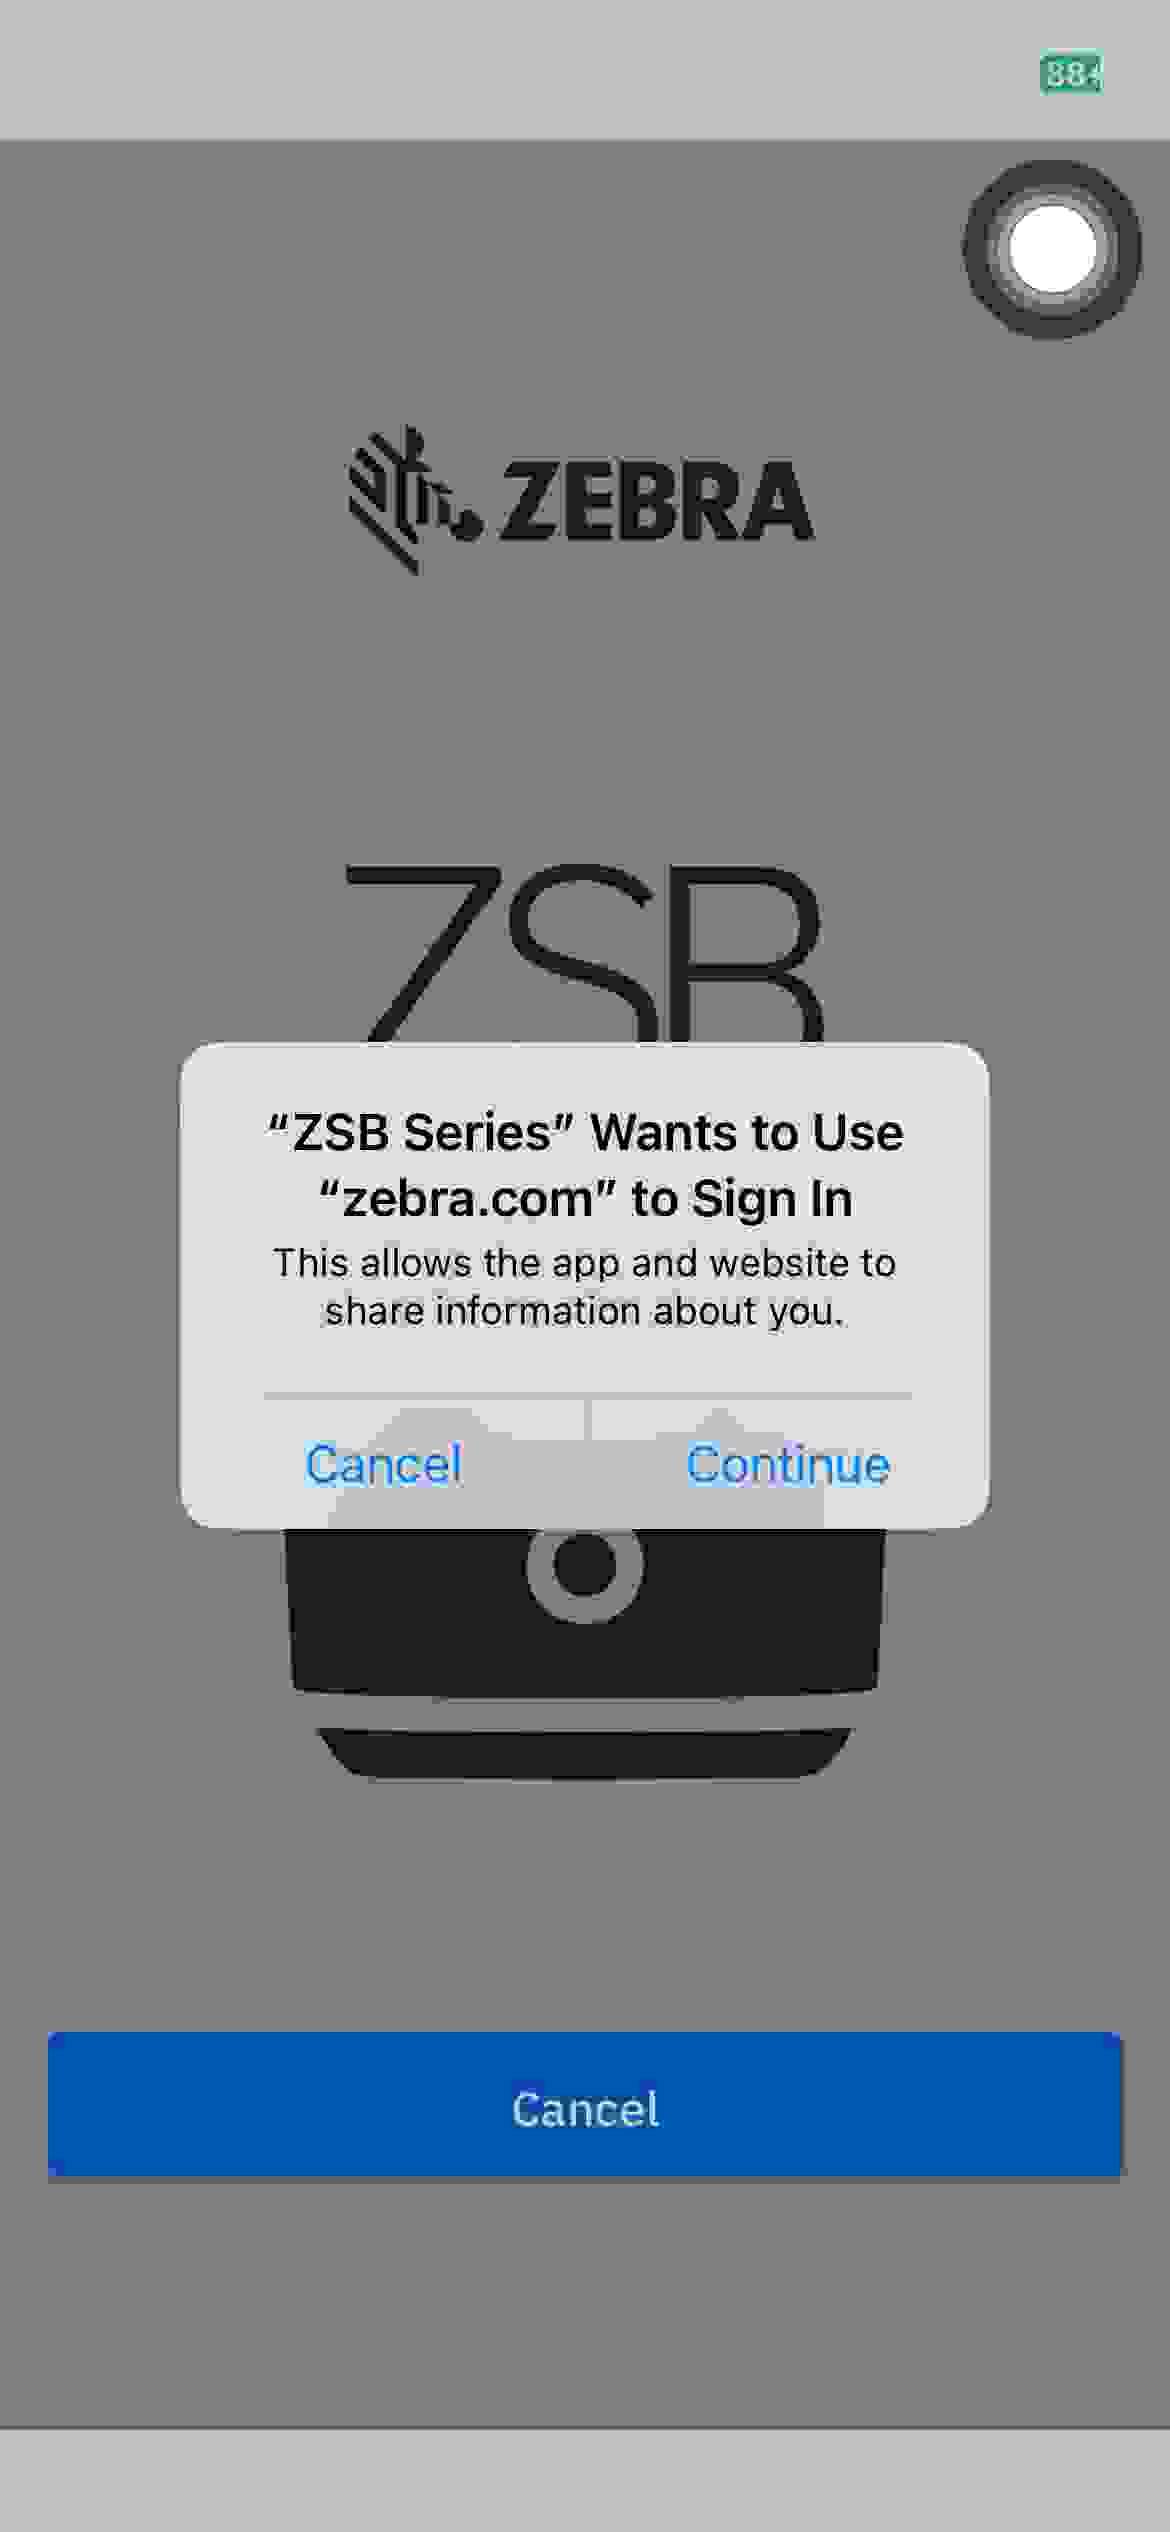 ZEBRA
ZSB
“ZSB Series” Wants to Use
“zebra.com” to Sign In
This allows the app and website to
share information about you.
Cancel
Continue
Cancel